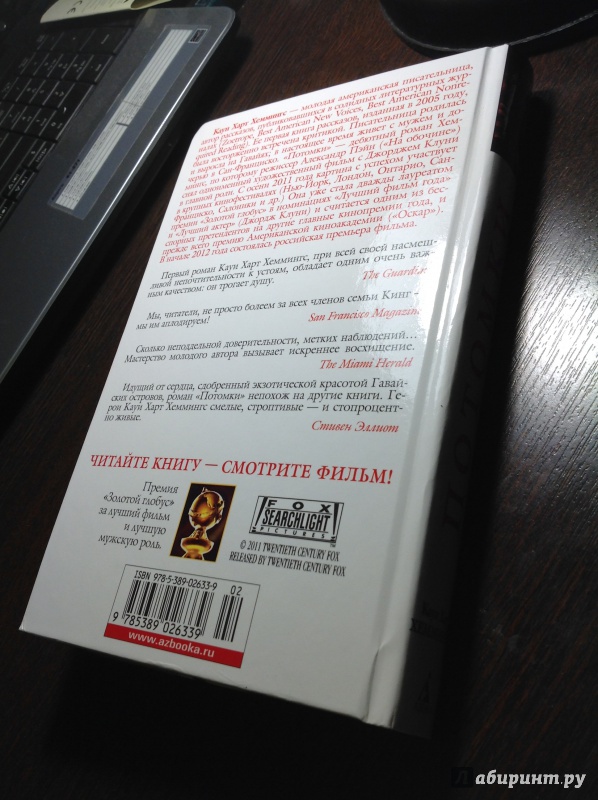 Кауи Харт Хеммингс — молодая американская писательница,
автор рассказов, публиковавшихся в солидных литературных жур-
налах (Zoetrope, Best American New Voices, Best American Nonre-
quired Reading). Ее первая книга рассказов, изданная в 2005 году,
была восторженно встречена критикой. Писательница родилась
и выросла на Гавайях, в настоящее время живет с мужем и до-
черью в Сан-Франциско. «Потомки» — дебютный роман Хем-
мингс, по которому режиссер Александр Пэйн («На обочине»)
снял одноименный художественный фильм с Джорджем Клуни
в главной роли. С осени 2011 года картина с успехом участвует
в крупных кинофестивалях (Нью-Йорк, Лондон, Онтарио, Сан-
Франциско, Салоники и др.) Она уже стала дважды лауреатом
премии «Золотой глобус» в номинациях «Лучший фильм года»
и «Лучший актер» (Джордж Клуни) и считается одним из бес-
спорных претендентов на другие главные кинопремии года, и
прежде всего премию Американской киноакадемии («Оскар»).
В начале 2012 года состоялась российская премьера фильма.
Первый роман Кауи Харт Хеммингс, при всей своей насмеш-
ливой непочтительности к устоям, обладает одним очень важ-
ным качеством: он трогает душу.
The Guardian
Мы, читатели, не просто болеем за всех членов семьи Кинг –
мы им аплодируем!
San Francisco Magazine
Сколько неподдельной доверительности, метких наблюдений…
Мастерство молодого автора вызывает искреннее восхищение.
The Miami Herald
Идущий от сердца, сдобренный экзотической красотой Гавай-
ских островов, роман “Потомки” непохож на другие книги. Ге-
рои Кауи Харт Хеммингс смелые, строптивые — и стопроцент-
но живые.
Стивен Эллиот
ЧИТАЙТЕ КНИГУ — СМОТРИТЕ ФИЛЬМ!
Премия
«Золотой глобус»
за лучший фильм
и лучшую
мужскую роль.
FOX
SEARCHLIGHT
PICTURES
© 2011 TWENTIETH CENTURY FOX
RELEASED BY TWENTIETH CENTURY FOX
ISBN 978-5-389-02633-9
02
9 785389 026339
www.azbooka.ru
Лабиринт.ру